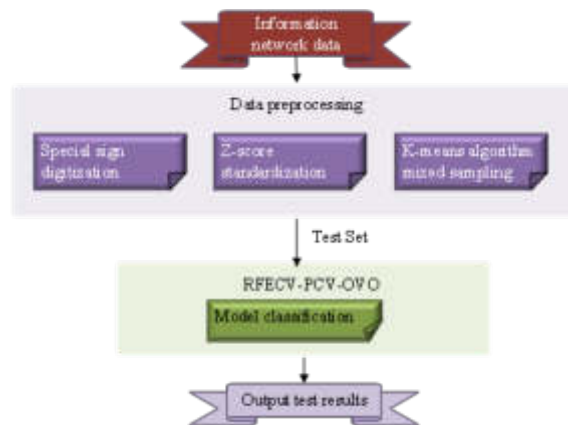 Information
network data
Data preprocessing
Special sign
digitization
Z-score
standardization
K-means algorithm
mixed sampling
Test Set
RFECV-PCV-OVO
Model classification
Output test results